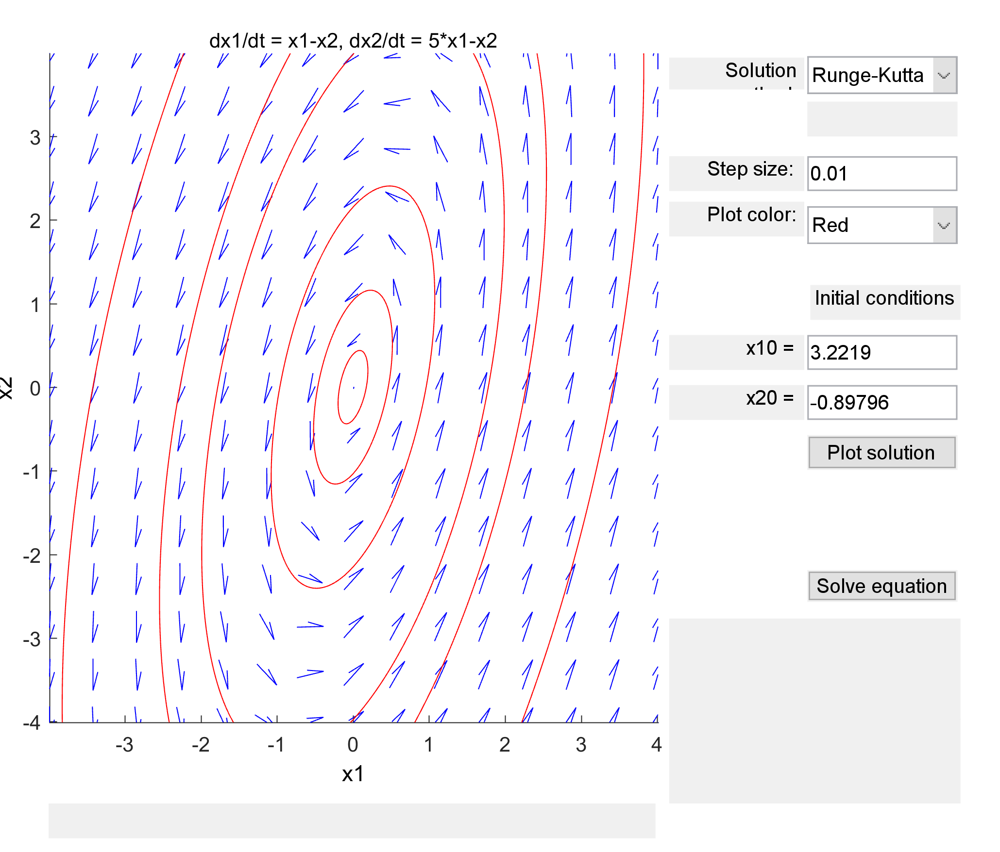 dx1/dt = x1-x2, dx2/dt = 5*x1-x2
3
2
1
0
-1
-2
-3
-4
x2
-3
-2
-1
0
1
2
3
4
x1
Solution
Runge-Kutta
Step size:
0.01
Plot color:
Red
Initial conditions
x10 =
3.2219
x20 =
-0.89796
Plot solution
Solve equation